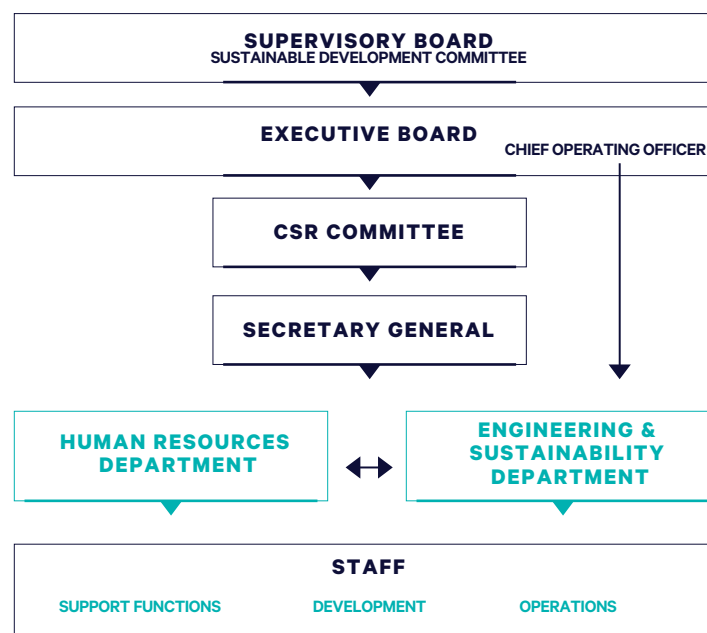 SUPERVISORY BOARD
SUSTAINABLE DEVELOPMENT COMMITTEE
EXECUTIVE BOARD
CHIEF OPERATING OFFICER
CSR COMMITTEE
SECRETARY GENERAL
HUMAN RESOURCES
DEPARTMENT
ENGINEERING &
SUSTAINABILITY
DEPARTMENT
STAFF
SUPPORT FUNCTIONS
DEVELOPMENT
OPERATIONS